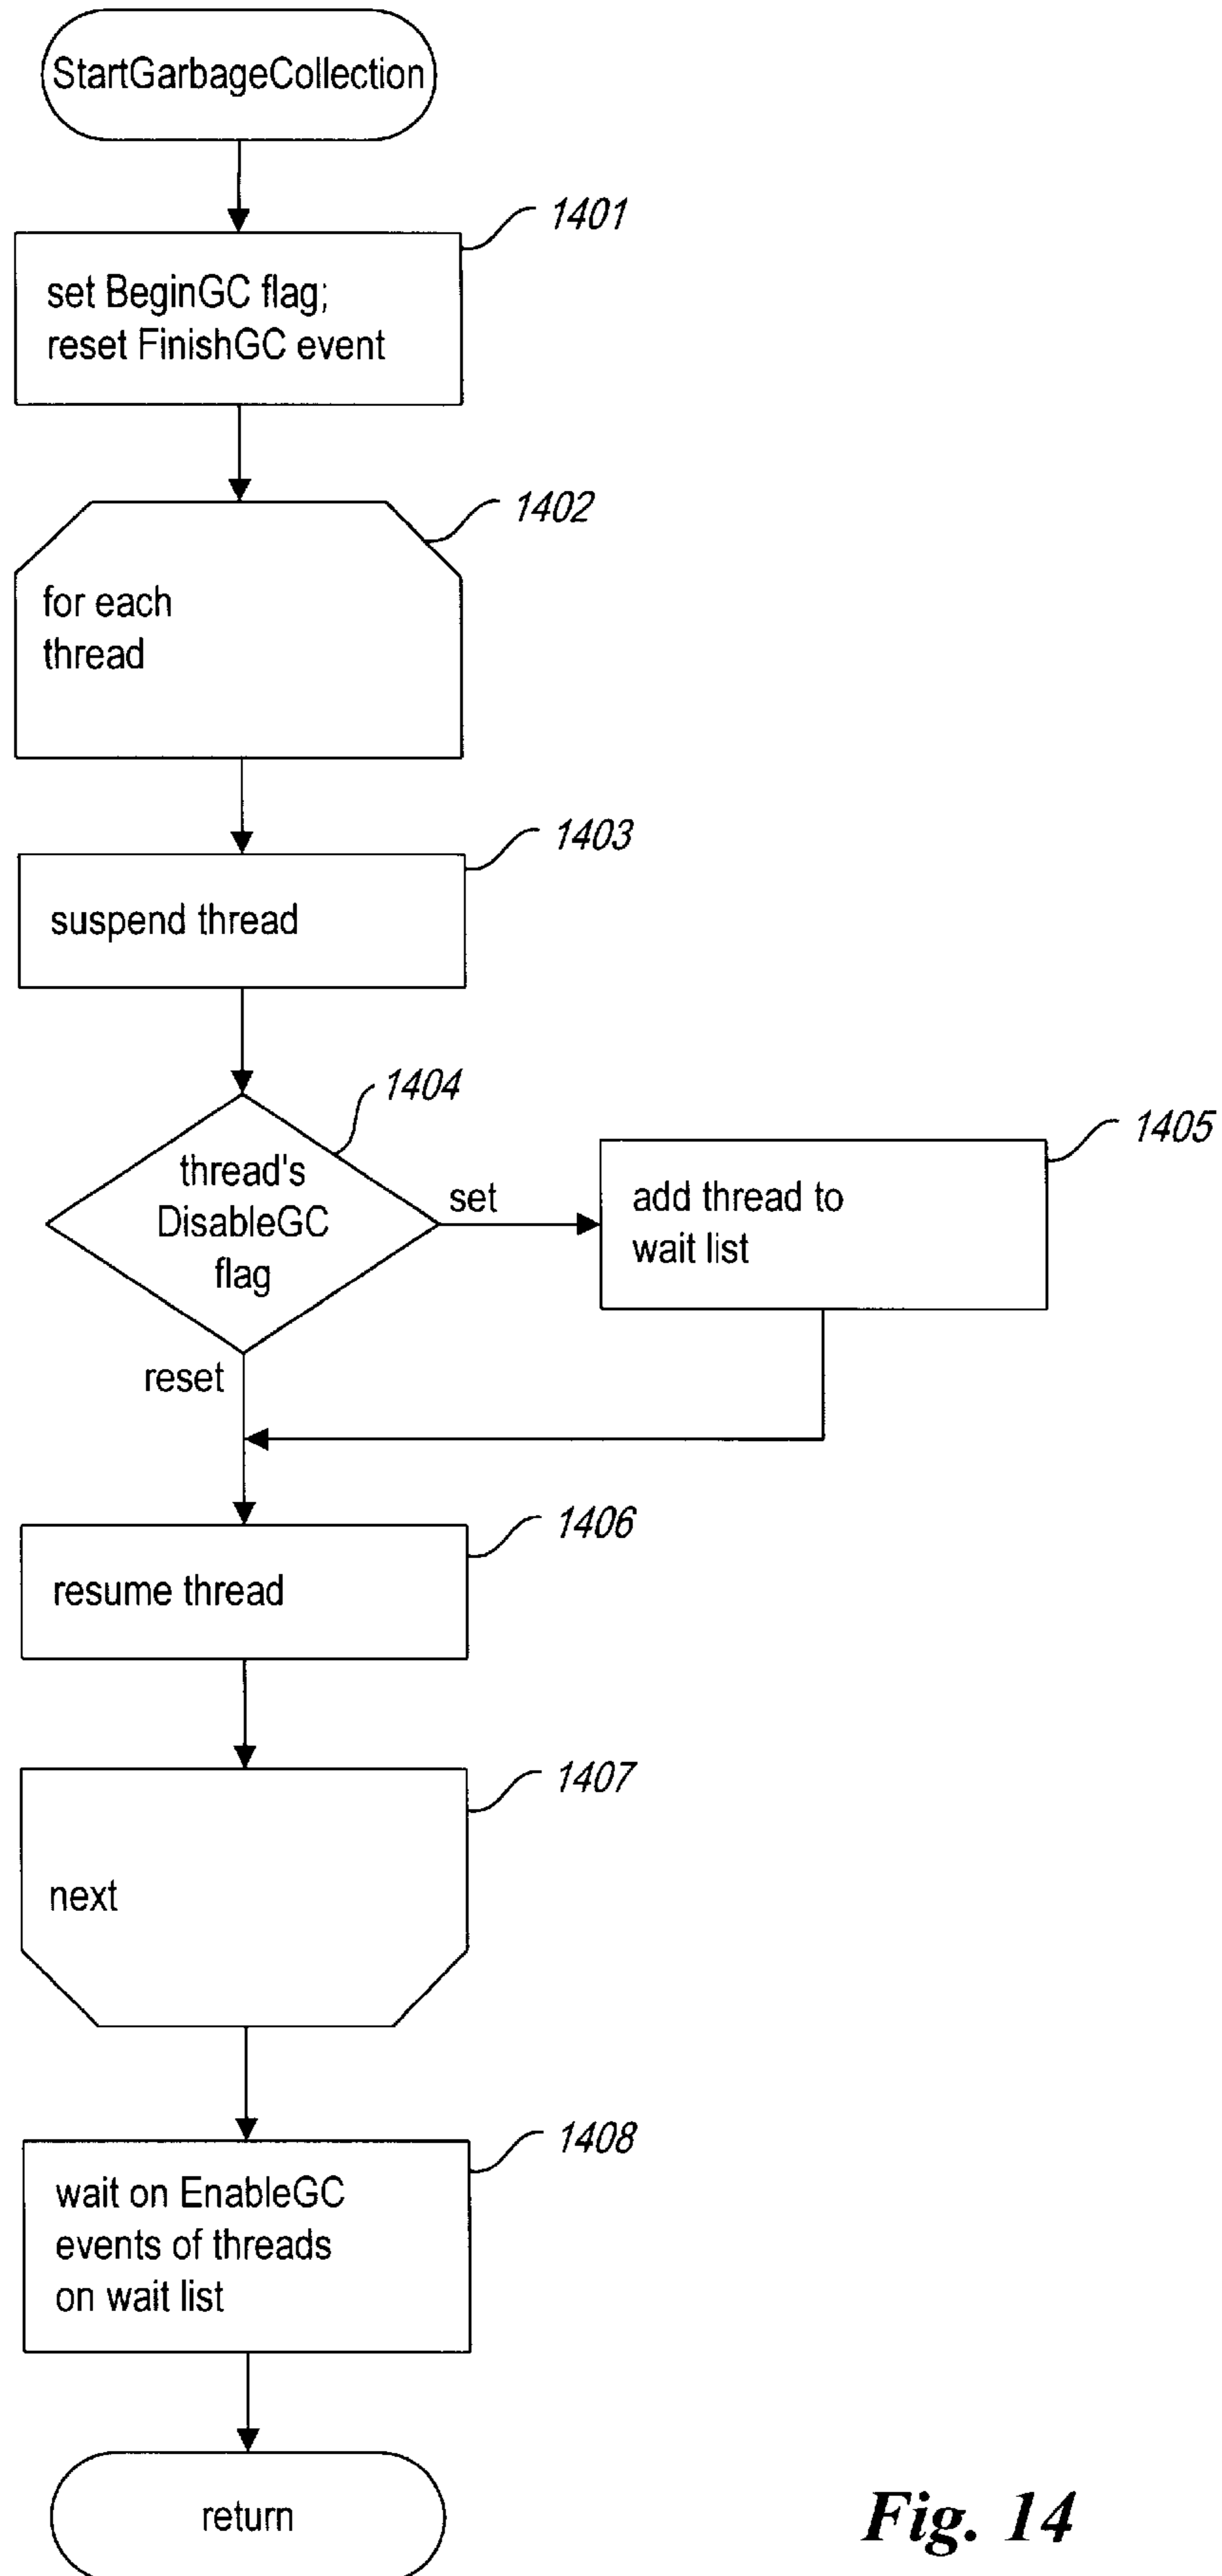 StartGarbageCollection
1401
set BeginGC flag;
reset FinishGC event
1402
for each
thread
1403
suspend thread
1404
thread's
DisableGC
flag
set
1405
add thread to
wait list
reset
1406
resume thread
1407
next
1408
wait on EnableGC
events of threads
on wait list
return
Fig. 14